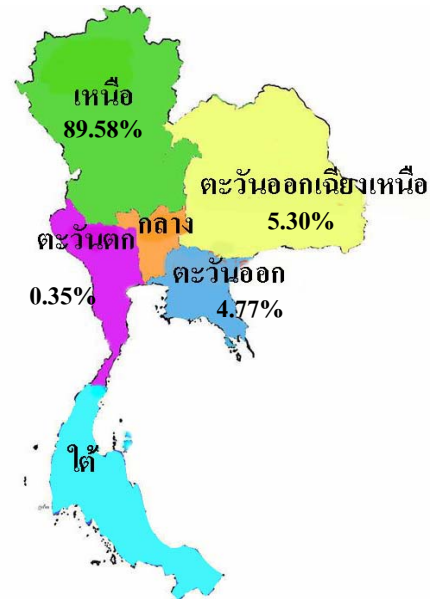 เหนือ
89.58%
ตะวันออกเฉียงเหนือ
5.30%
กลาง
ตะวันตก
0.35%
ตะวันออก
4.77%
ใต้